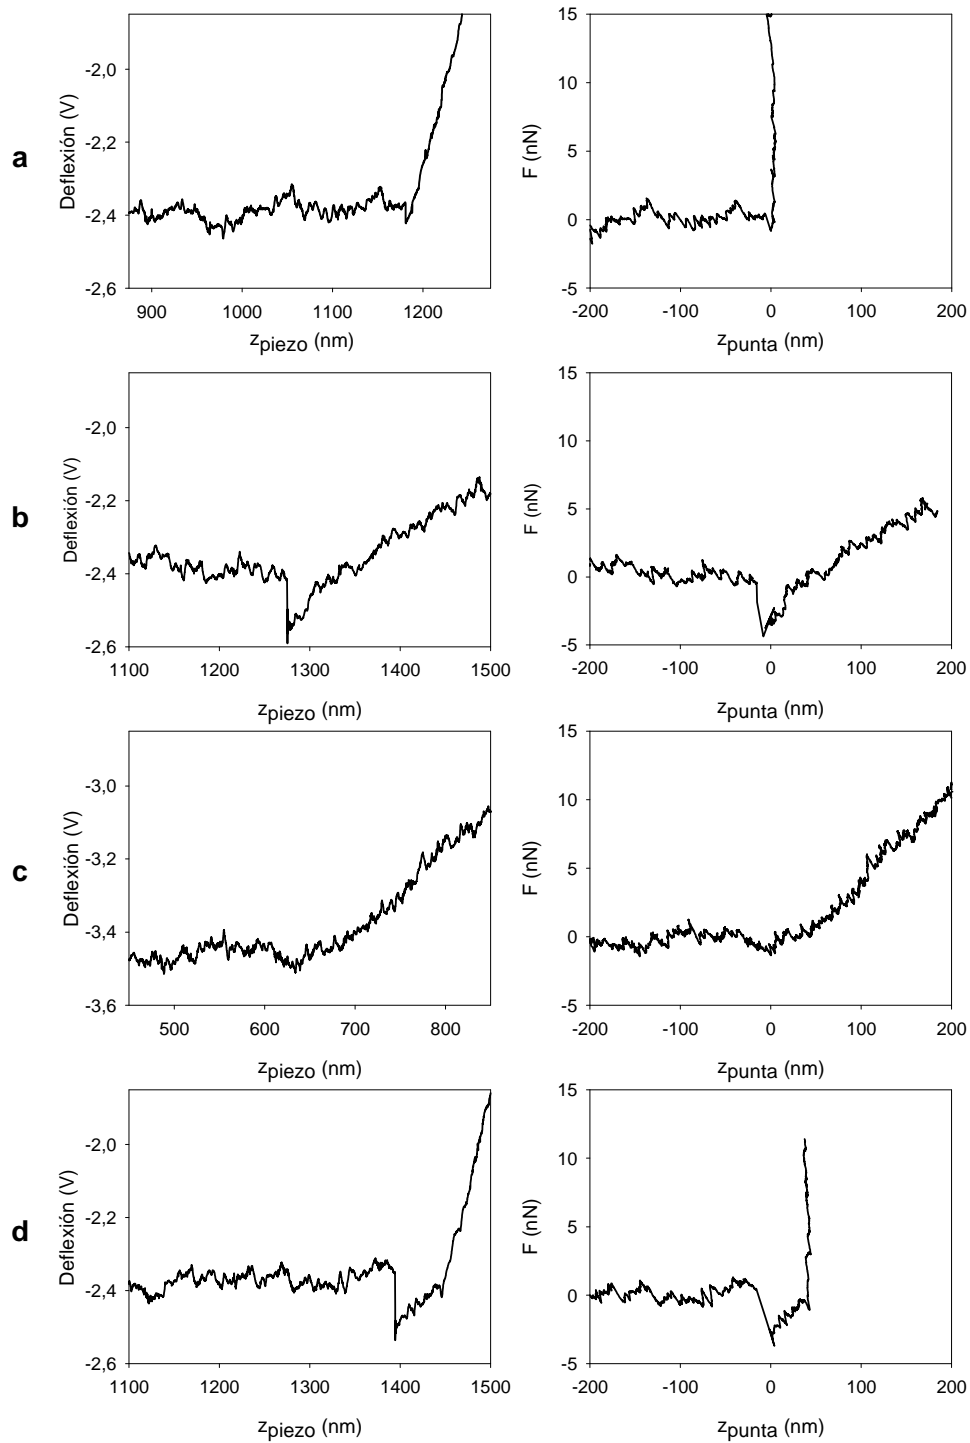 a
Deflexión (V)
-2,0
-2,2
-2,4
-2,6
900 1000 1100 1200
zpiezo (nm)
F (nN)
15
10
5
0
-5
-200 -100 0 100 200
zpunta (nm)
b
Deflexión (V)
-2,0
-2,2
-2,4
-2,6
1100 1200 1300 1400 1500
zpiezo (nm)
F (nN)
15
10
5
0
-5
-200 -100 0 100 200
zpunta (nm)
c
Deflexión (V)
-3,0
-3,2
-3,4
-3,6
500 600 700 800
zpiezo (nm)
F (nN)
15
10
5
0
-5
-200 -100 0 100 200
zpunta (nm)
d
Deflexión (V)
-2,0
-2,2
-2,4
-2,6
1100 1200 1300 1400 1500
zpiezo (nm)
F (nN)
15
10
5
0
-5
-200 -100 0 100 200
zpunta (nm)